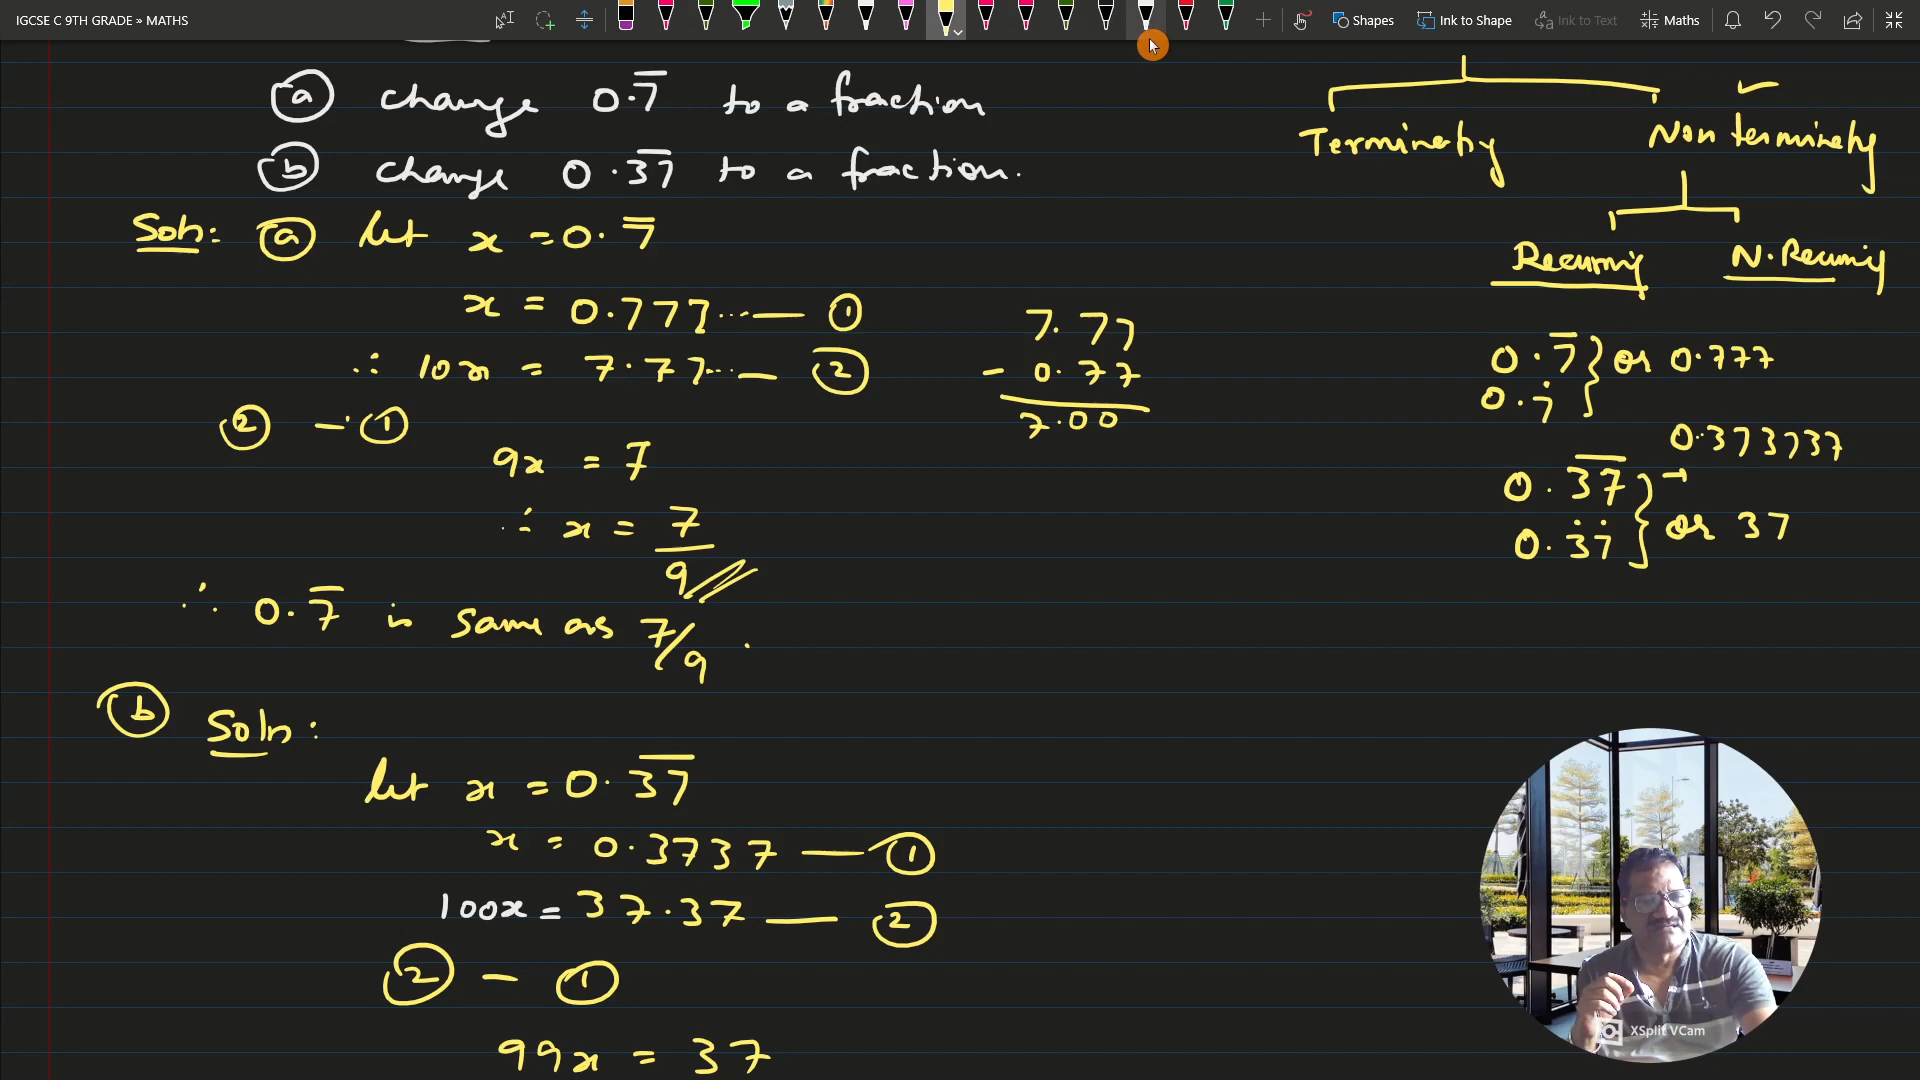 IGCSE C 9TH GRADE » MATHS
Shapes
Ink to Shape
Ink to Text
Maths
ⓐ change 0.7̅ to a fraction
ⓑ change 0.3̅7̅ to a fraction.
Soln: ⓐ let x = 0.7̅
x = 0.777...— ①
∴ 10x = 7.77...— ②
② - ①
9x = 7
∴ x = 7/9
∴ 0.7̅ is same as 7/9.
7.77
- 0.77
7.00
ⓑ Soln:
let x = 0.3̅7̅
x = 0.3737 — ①
100x = 37.37 — ②
② - ①
99x = 37
Terminating
Non terminating
Recurring
N. Recurring
0.7̅ } or 0.777
0.7̇
0.373737
0.3̅7̅
0.3̇7̇ } or 37
XSplit VCam